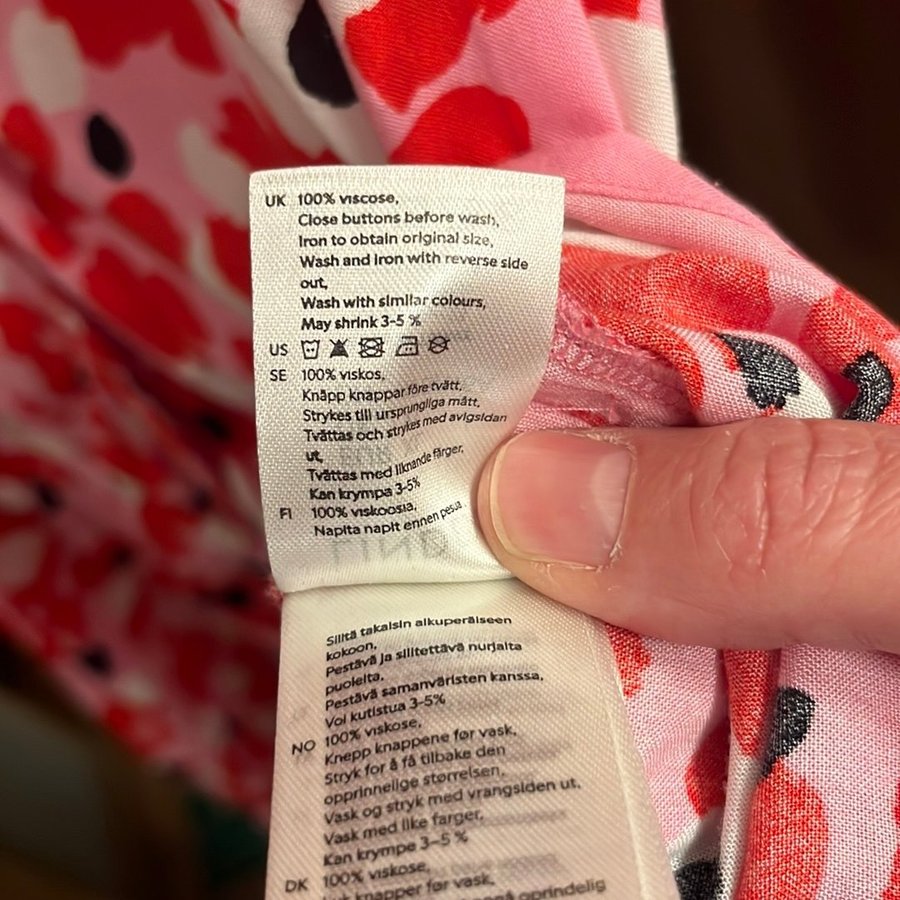 UK 100% viscose,
Close buttons before wash,
Iron to obtain original size,
Wash and iron with reverse side
out,
Wash with similar colours,
May shrink 3-5 %
US
SE 100% viskos,
Knäpp knappar före tvätt,
Strykes till ursprungliga mått,
Tvättas och strykes med avigsidan
ut,
Tvättas med liknande färger,
Kan krympa 3-5%
FI 100% viskoosia,
Napita napit ennen pesua
Silitä takaisin alkuperäiseen
kokoon,
Pestävä ja silitettävä nurjalta
puolelta,
Pestävä samanväristen kanssa,
Voi kutistua 3-5%
NO 100% viskose,
Knepp knappene før vask,
Stryk for å få tilbake den
opprinnelige størrelsen,
Vask og stryk med vrangsiden ut,
Vask med like farger,
Kan krympe 3-5 %
DK 100% viskose,
knapper før vask,
oprindelig